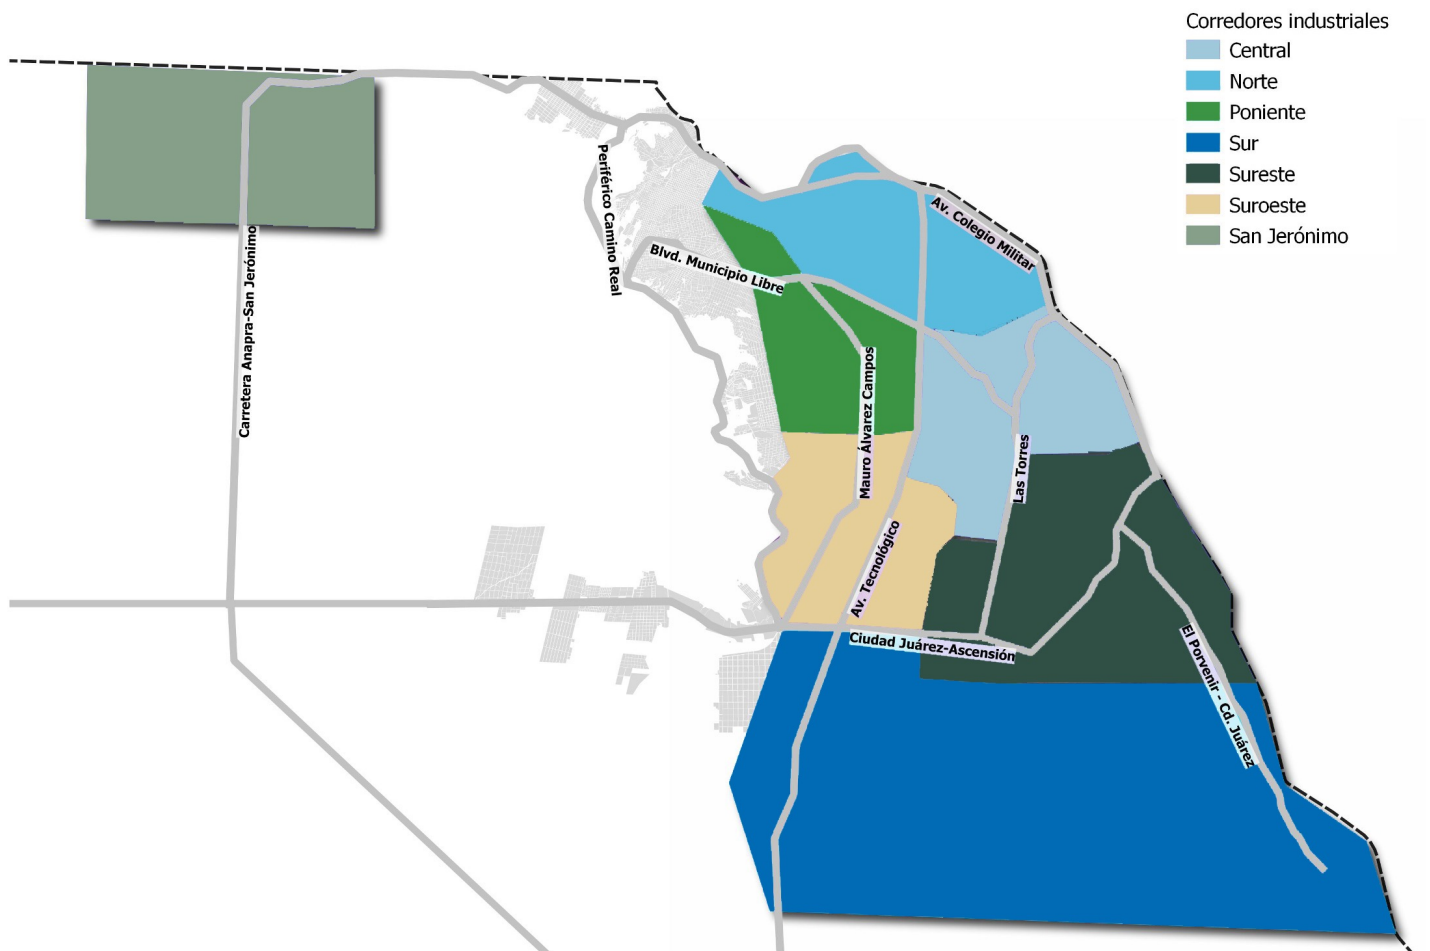 Corredores industriales
Central
Norte
Poniente
Sur
Sureste
Suroeste
San Jerónimo
Periférico Camino Real
Av. Colegio Militar
Blvd. Municipio Libre
Carretera Anapra-San Jerónimo
Mauro Álvarez Campos
Las Torres
Av. Tecnológico
Ciudad Juárez-Ascensión
El Porvenir - Cd. Juárez